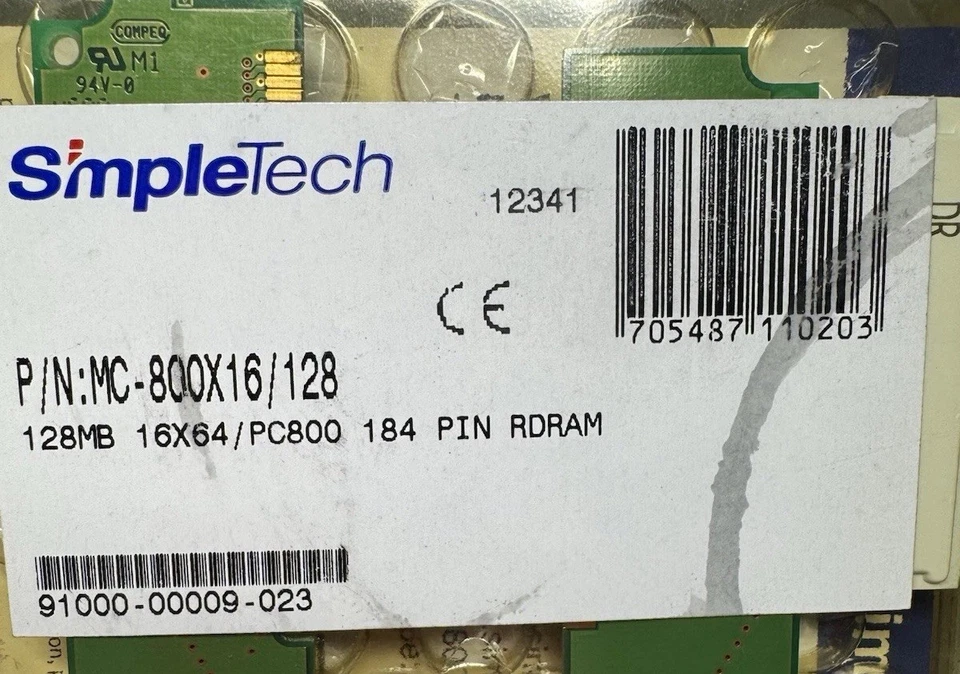 COMPEQ
M1
94V-0
SimpleTech
12341
705487 110203
DR
CE
P/N:MC-800X16/128
128MB 16X64/PC800 184 PIN RDRAM
91000-00009-023